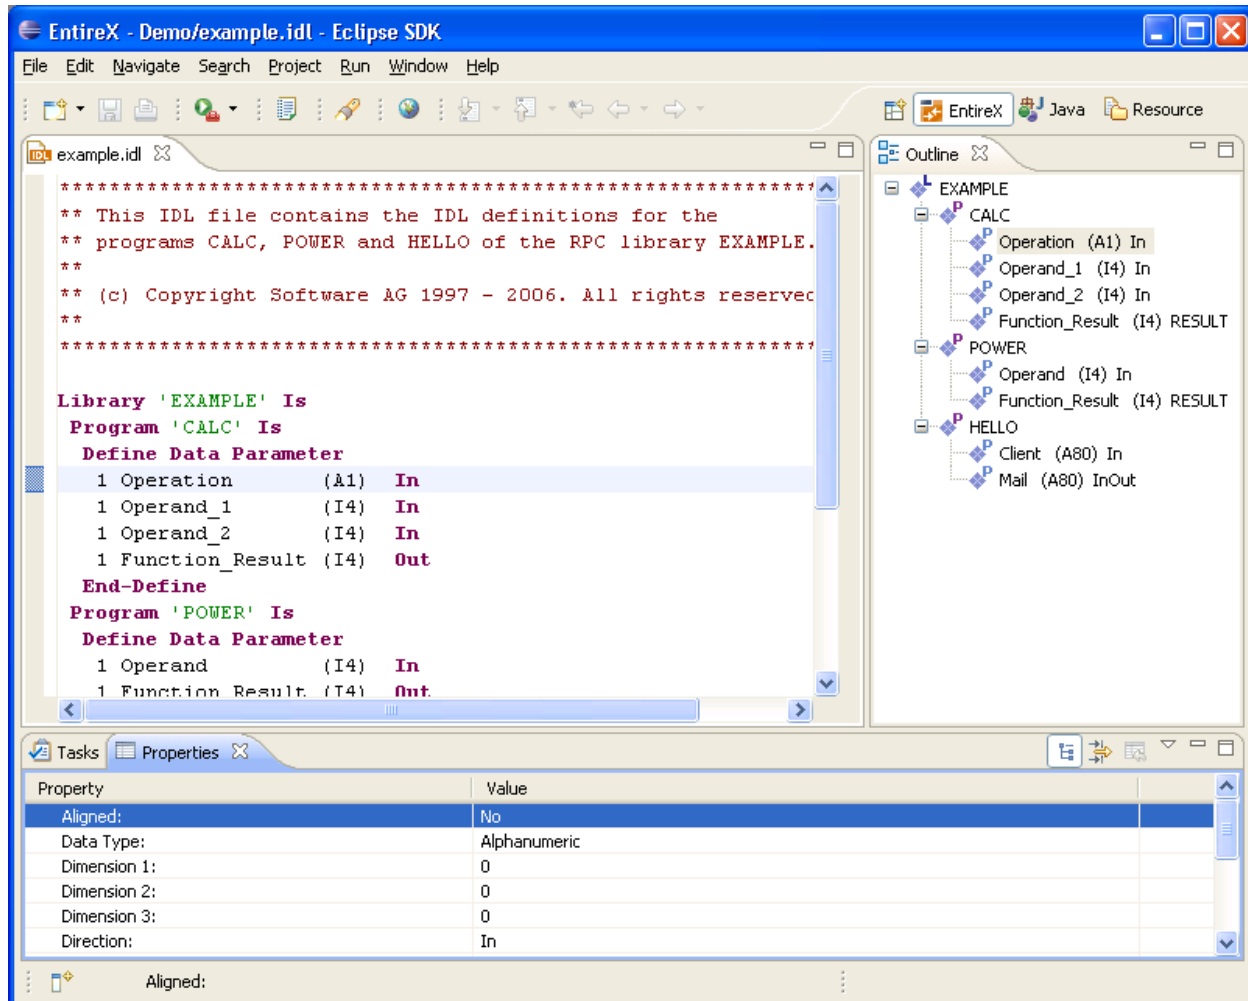 EntireX - Demo/example.idl - Eclipse SDK
File Edit Navigate Search Project Run Window Help
EntireX Java Resource
IDL example.idl
*************************************************************
** This IDL file contains the IDL definitions for the
** programs CALC, POWER and HELLO of the RPC library EXAMPLE.
**
** (c) Copyright Software AG 1997 - 2006. All rights reserved
**
*************************************************************
Library 'EXAMPLE' Is
Program 'CALC' Is
Define Data Parameter
1 Operation (A1) In
1 Operand_1 (I4) In
1 Operand_2 (I4) In
1 Function_Result (I4) Out
End-Define
Program 'POWER' Is
Define Data Parameter
1 Operand (I4) In
1 Function_Result (I4) Out
Outline
L EXAMPLE
P CALC
P Operation (A1) In
P Operand_1 (I4) In
P Operand_2 (I4) In
P Function_Result (I4) RESULT
P POWER
P Operand (I4) In
P Function_Result (I4) RESULT
P HELLO
P Client (A80) In
P Mail (A80) InOut
Tasks Properties
Property Value
Aligned: No
Data Type: Alphanumeric
Dimension 1: 0
Dimension 2: 0
Dimension 3: 0
Direction: In
Aligned: